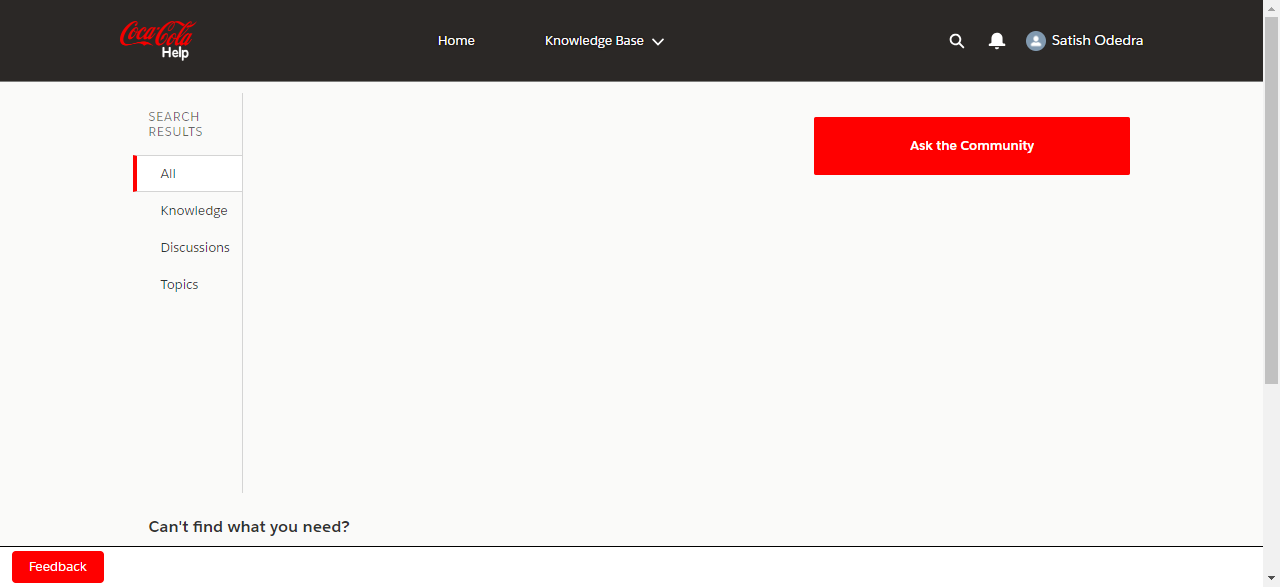 Coca-Cola
Help
Home
Knowledge Base
Satish Odedra
SEARCH
RESULTS
All
Knowledge
Discussions
Topics
Ask the Community
Can't find what you need?
Feedback